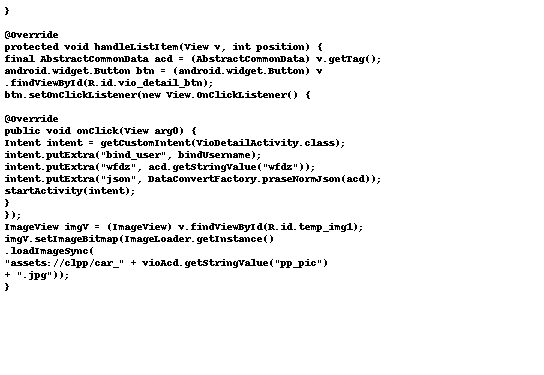 }
@Override
protected void handleListItem(View v, int position) {
final AbstractCommonData acd = (AbstractCommonData) v.getTag();
android.widget.Button btn = (android.widget.Button) v
.findViewById(R.id.vio_detail_btn);
btn.setOnClickListener(new View.OnClickListener() {
@Override
public void onClick(View arg0) {
Intent intent = getCustomIntent(VioDetailActivity.class);
intent.putExtra("bind_user", bindUsername);
intent.putExtra("wfdz", acd.getStringValue("wfdz"));
intent.putExtra("json", DataConvertFactory.praseNormJson(acd));
startActivity(intent);
}
});
ImageView imgV = (ImageView) v.findViewById(R.id.temp_img1);
imgV.setImageBitmap(ImageLoader.getInstance()
.loadImageSync(
"assets://clpp/car_" + vioAcd.getStringValue("pp_pic")
+ ".jpg"));
}